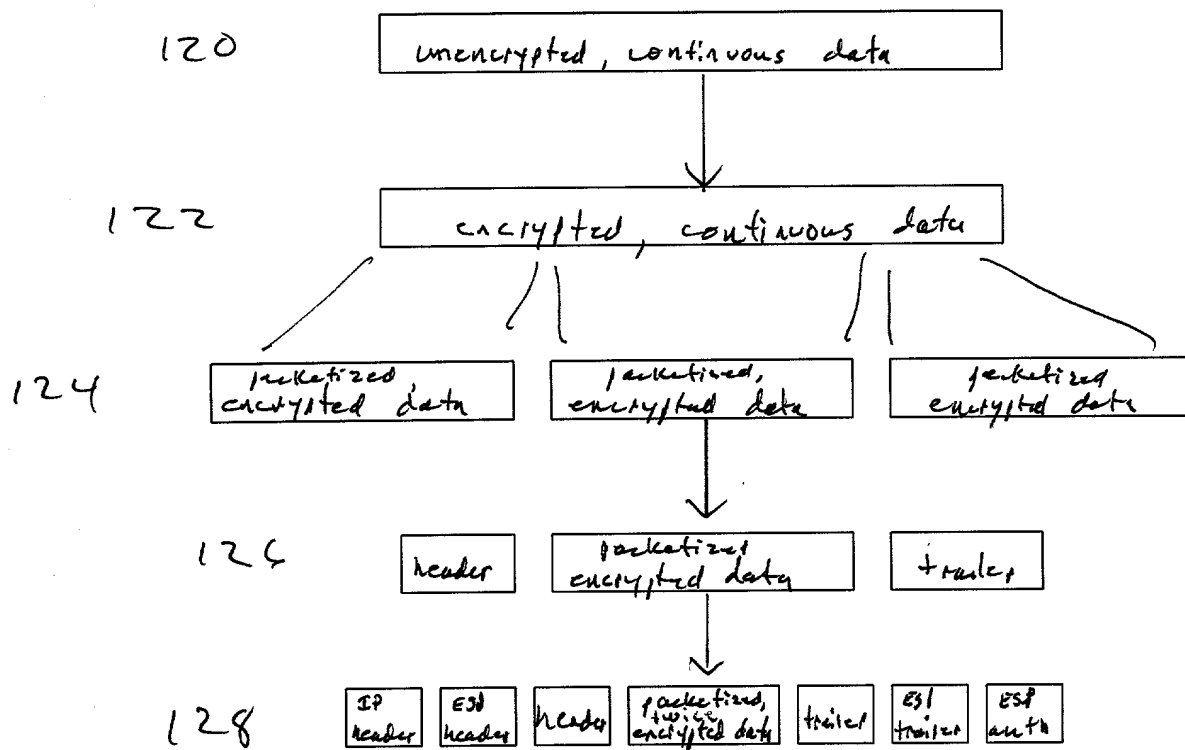 120
unencrypted, continuous data
122
encrypted, continuous data
124
packetized, encrypted data
packetized, encrypted data
packetized encrypted data
126
header
packetized encrypted data
trailer
128
IP header
ESP header
header
packetized, twice encrypted data
trailer
ESP trailer
ESP auth